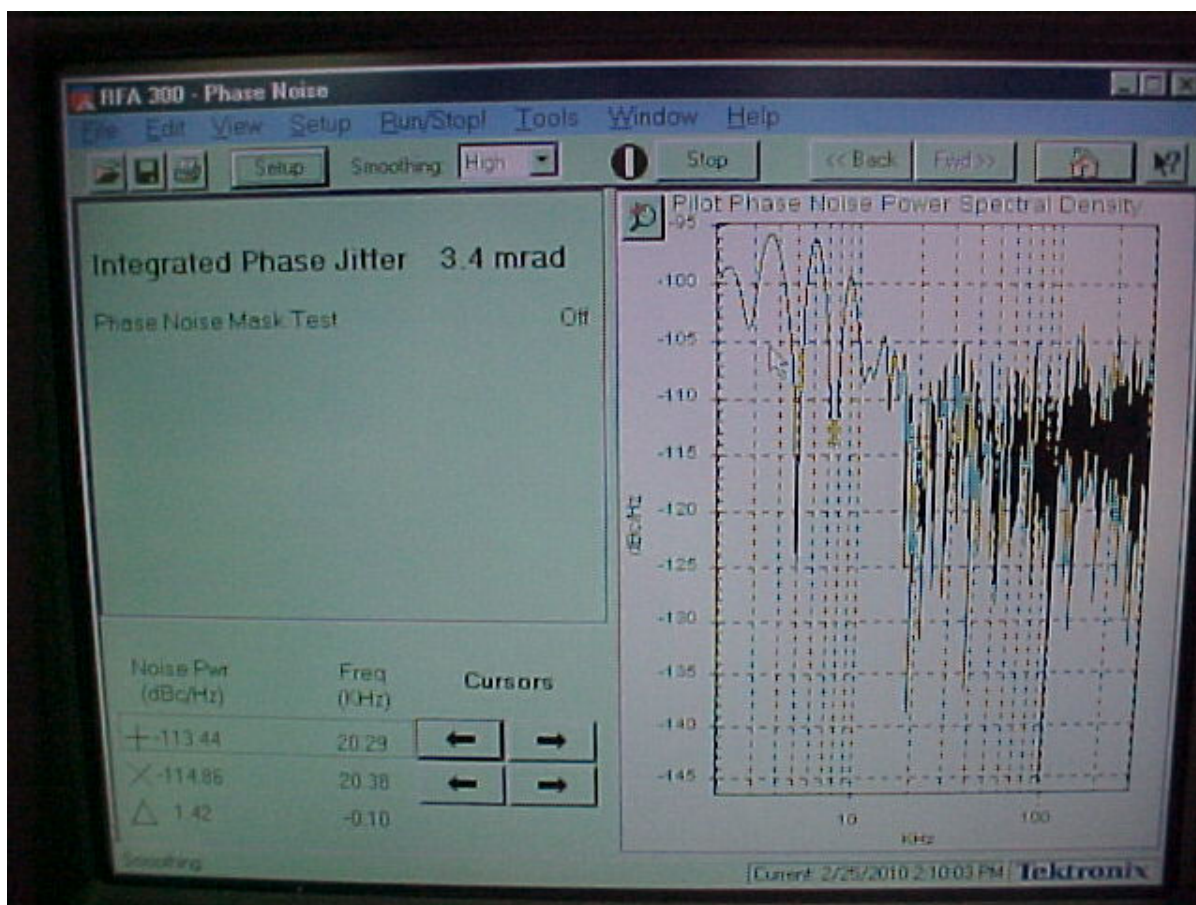 RFA 300 - Phase Noise
File Edit View Setup Run/Stop! Tools Window Help
Setup Smoothing: High Stop << Back Fwd >>
Integrated Phase Jitter 3.4 mrad
Phase Noise Mask Test Off
Pilot Phase Noise Power Spectral Density
-95
-100
-105
-110
-115
-120
-125
-130
-135
-140
-145
dBc/Hz
10 100
KHz
Noise Pwr Freq Cursors
(dBc/Hz) (KHz)
-113.44 20.29
-114.86 20.38
1.42 -0.10
Smoothing
Current: 2/25/2010 2:10:03 PM Tektronix